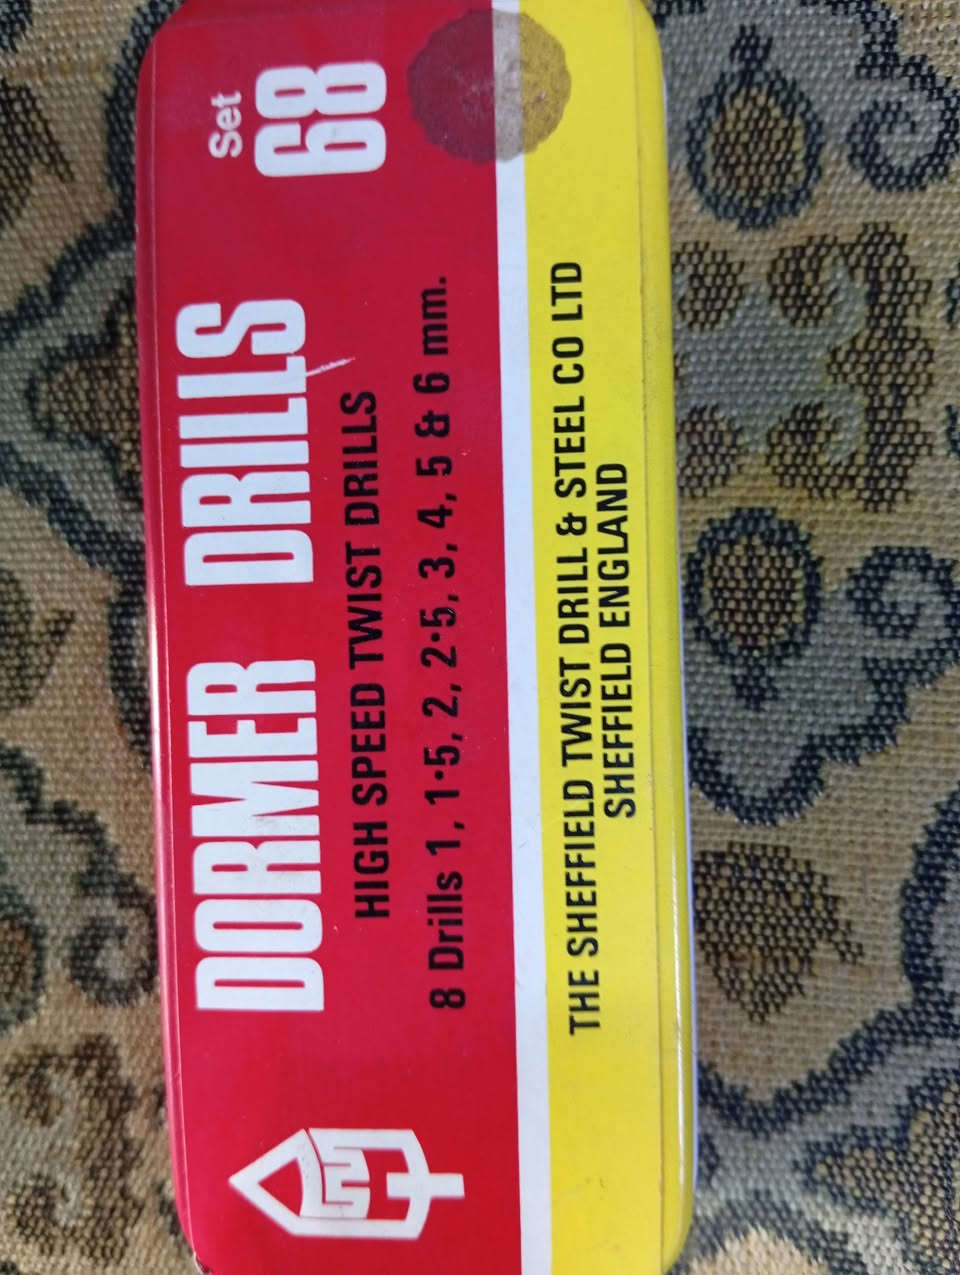 Set
DORMER DRILLS 68
HIGH SPEED TWIST DRILLS
8 Drills 1, 1·5, 2, 2·5, 3, 4, 5 & 6 mm.
THE SHEFFIELD TWIST DRILL & STEEL CO LTD
SHEFFIELD ENGLAND